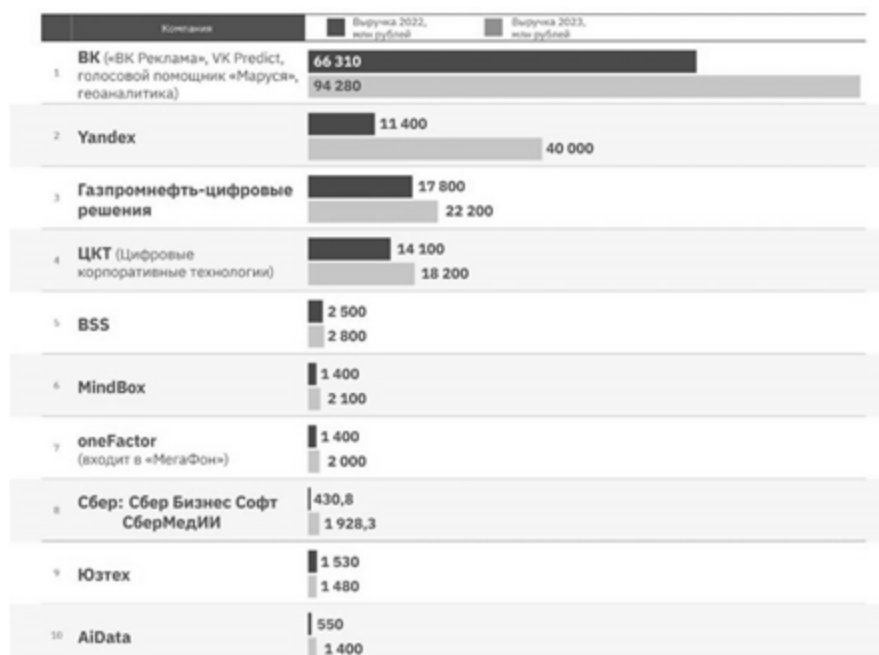 Компания
Выручка 2022,
млн рублей
Выручка 2023,
млн рублей
1
ВК («ВК Реклама», VK Predict,
голосовой помощник «Маруся»,
геоаналитика)
66 310
94 280
2
Yandex
11 400
40 000
3
Газпромнефть-цифровые
решения
17 800
22 200
4
ЦКТ (Цифровые
корпоративные технологии)
14 100
18 200
5
BSS
2 500
2 800
6
MindBox
1 400
2 100
7
oneFactor
(входит в «МегаФон»)
1 400
2 000
8
Сбер: Сбер Бизнес Софт
СберМедИИ
430,8
1 928,3
9
Юзтех
1 530
1 480
10
AiData
550
1 400